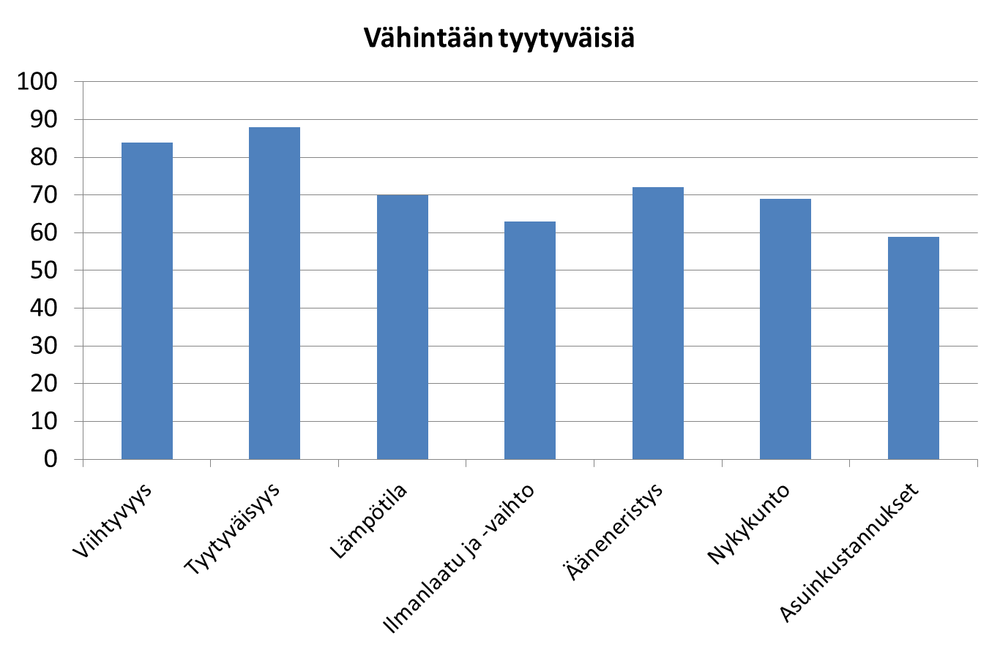 Vähintään tyytyväisiä
100
90
80
70
60
50
40
30
20
10
0
Viihtyvyys
Tyytyväisyys
Lämpötila
Ilmanlaatu ja -vaihto
Ääneneristys
Nykykunto
Asuinkustannukset